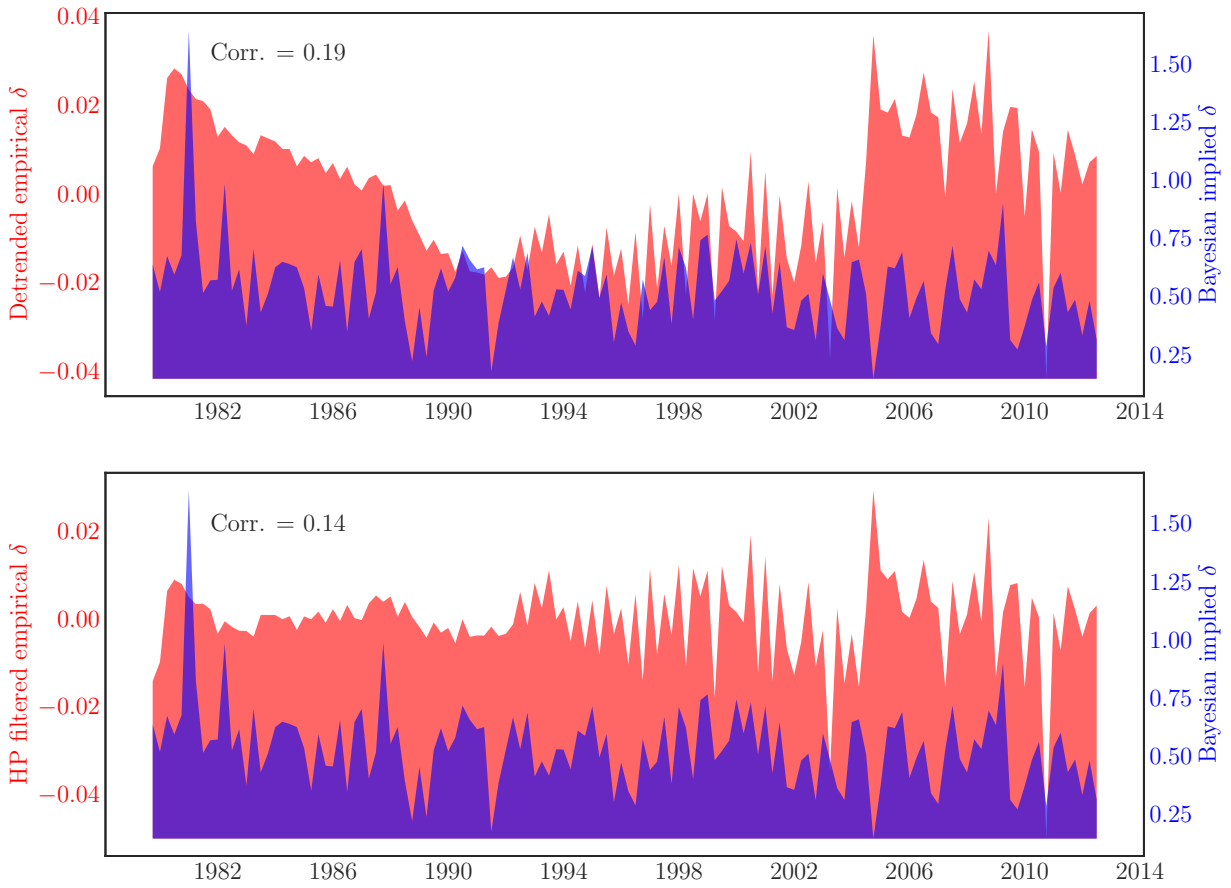 Corr. = 0.19
Detrended empirical δ
0.04
0.02
0.00
−0.02
−0.04
Bayesian implied δ
1.50
1.25
1.00
0.75
0.50
0.25
1982 1986 1990 1994 1998 2002 2006 2010 2014
Corr. = 0.14
HP filtered empirical δ
0.02
0.00
−0.02
−0.04
Bayesian implied δ
1.50
1.25
1.00
0.75
0.50
0.25
1982 1986 1990 1994 1998 2002 2006 2010 2014